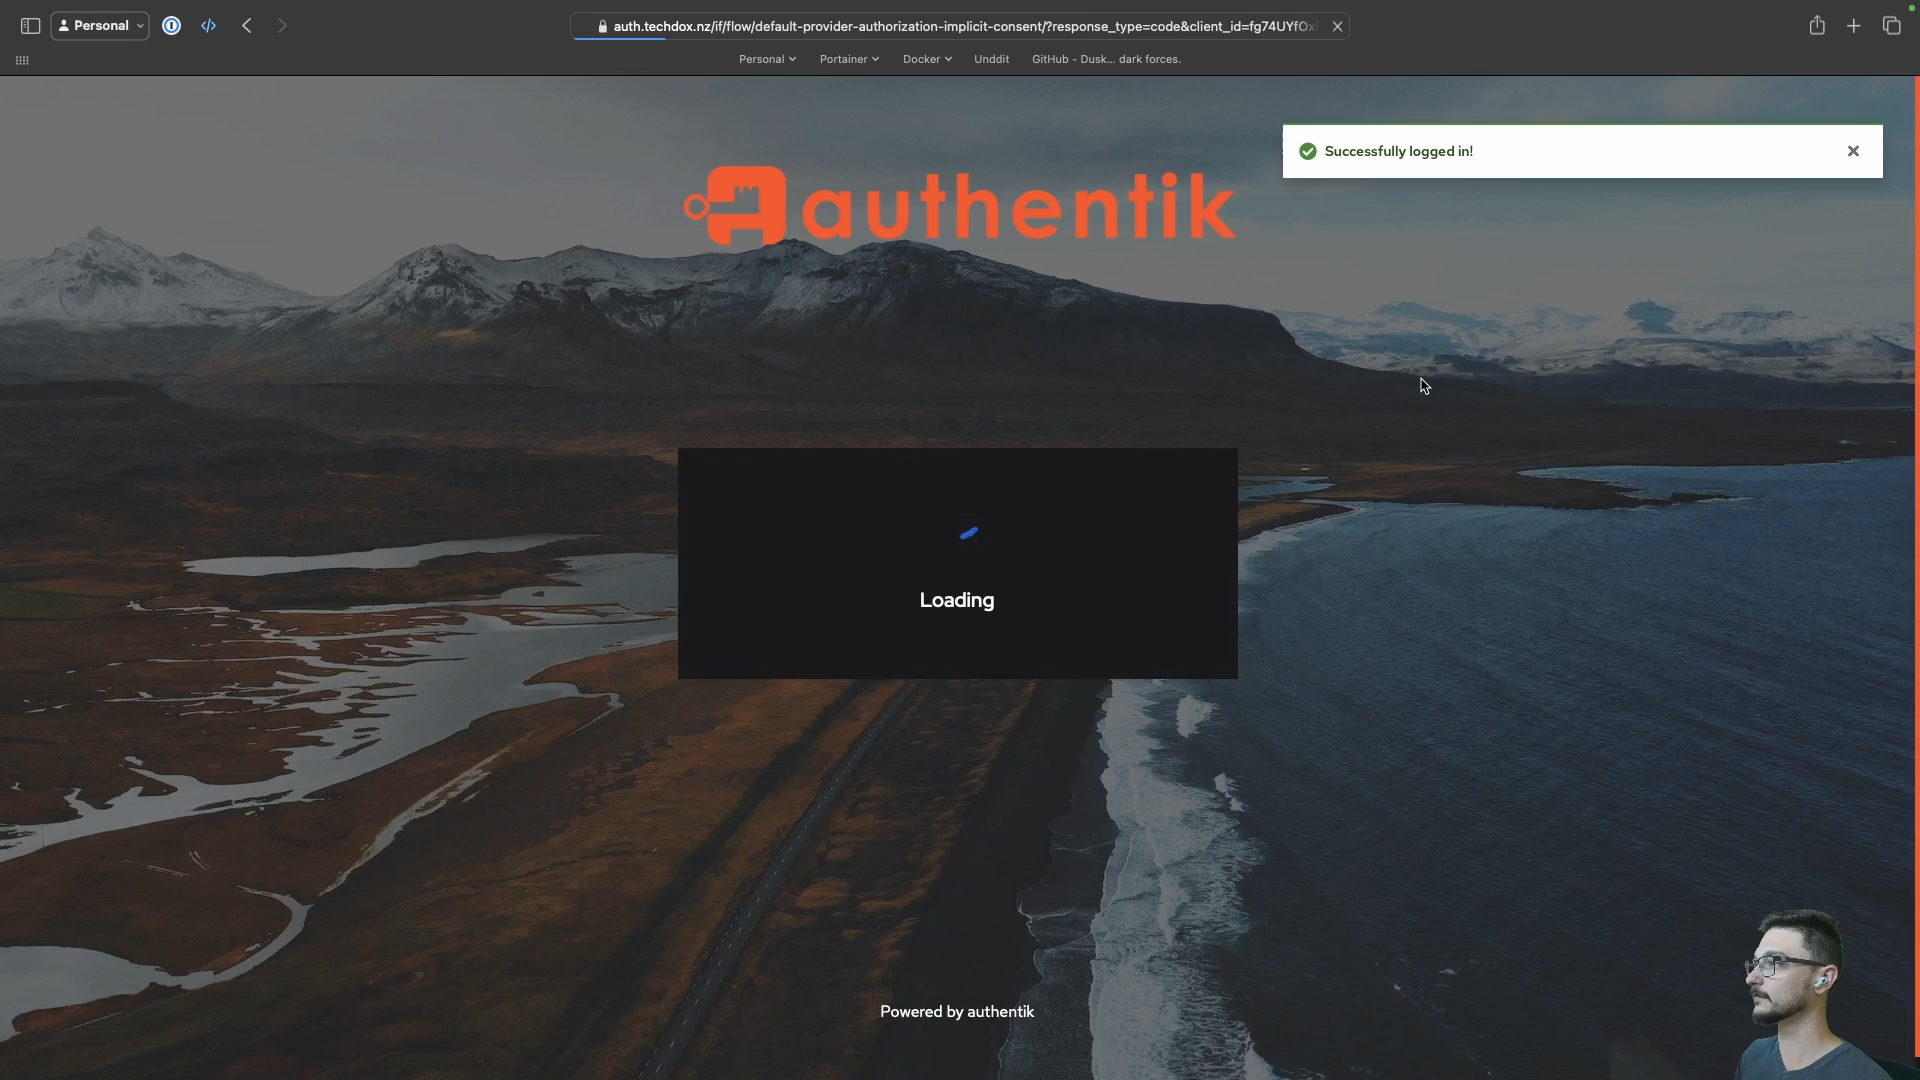 Personal
auth.techdox.nz/if/flow/default-provider-authorization-implicit-consent/?response_type=code&client_id=fg74UYfOx
Personal
Portainer
Docker
Unddit
GitHub - Dusk... dark forces.
Successfully logged in!
authentik
Loading
Powered by authentik